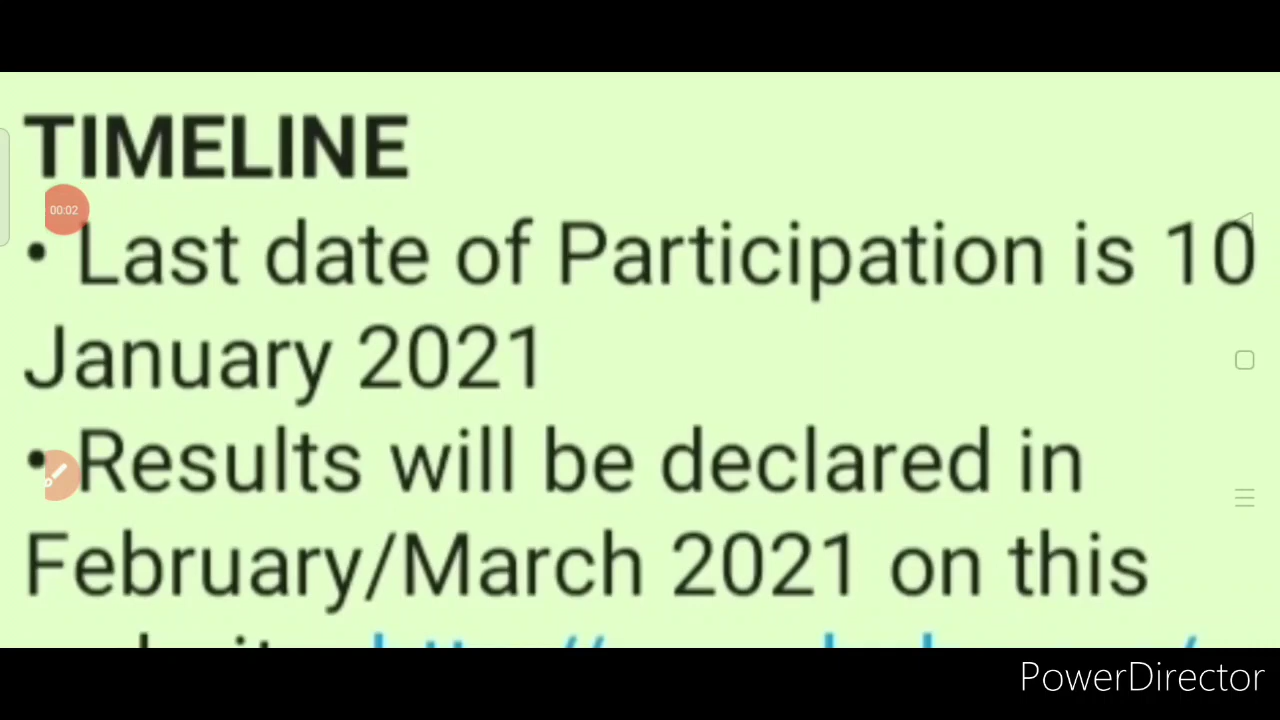 TIMELINE
00:02
• Last date of Participation is 10
January 2021
• Results will be declared in
February/March 2021 on this
PowerDirector